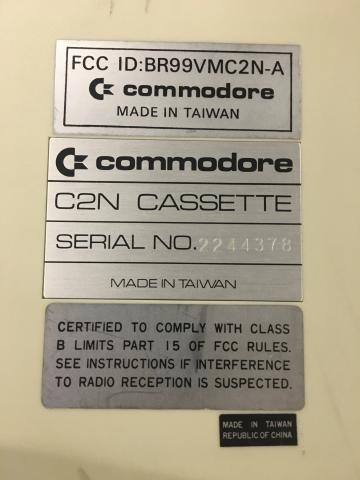 FCC ID:BR99VMC2N-A
commodore
MADE IN TAIWAN
commodore
C2N CASSETTE
SERIAL NO. 2244378
MADE IN TAIWAN
CERTIFIED TO COMPLY WITH CLASS
B LIMITS PART 15 OF FCC RULES.
SEE INSTRUCTIONS IF INTERFERENCE
TO RADIO RECEPTION IS SUSPECTED.
MADE IN TAIWAN
REPUBLIC OF CHINA